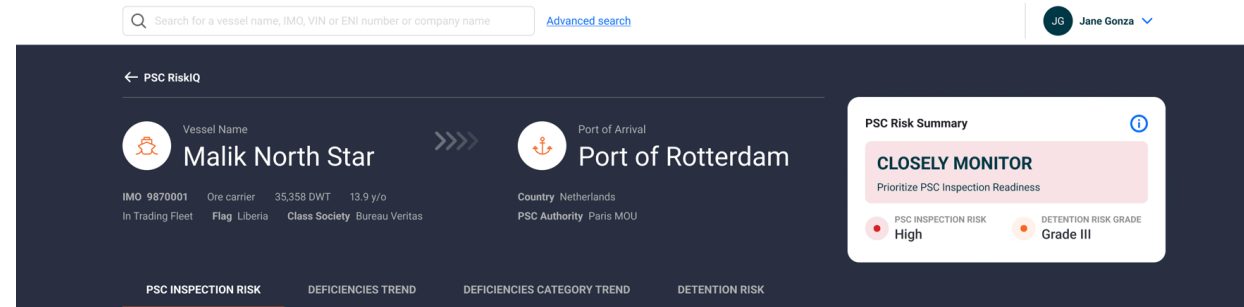 Search for a vessel name, IMO, VIN or ENI number or company name
Advanced search
JG
Jane Gonza
PSC RiskIQ
Vessel Name
Malik North Star
IMO 9870001 Ore carrier 35,358 DWT 13.9 y/o
In Trading Fleet Flag Liberia Class Society Bureau Veritas
Port of Arrival
Port of Rotterdam
Country Netherlands
PSC Authority Paris MOU
PSC Risk Summary
CLOSELY MONITOR
Prioritize PSC Inspection Readiness
PSC INSPECTION RISK
High
DETENTION RISK GRADE
Grade III
PSC INSPECTION RISK DEFICIENCIES TREND DEFICIENCIES CATEGORY TREND DETENTION RISK